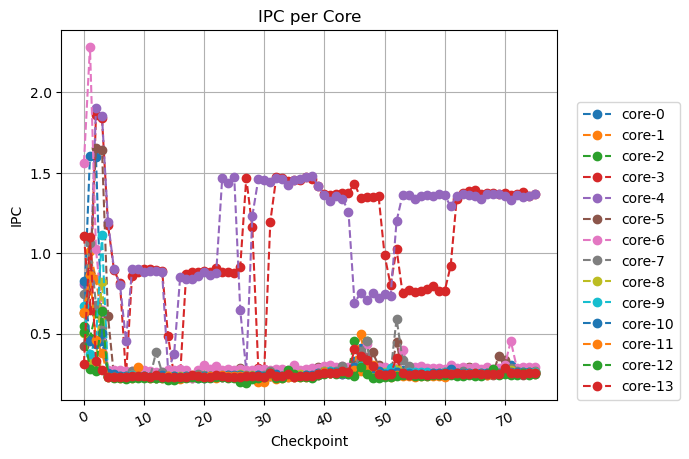 IPC per Core
IPC
2.0
1.5
1.0
0.5
0
10
20
30
40
50
60
70
Checkpoint
core-0
core-1
core-2
core-3
core-4
core-5
core-6
core-7
core-8
core-9
core-10
core-11
core-12
core-13